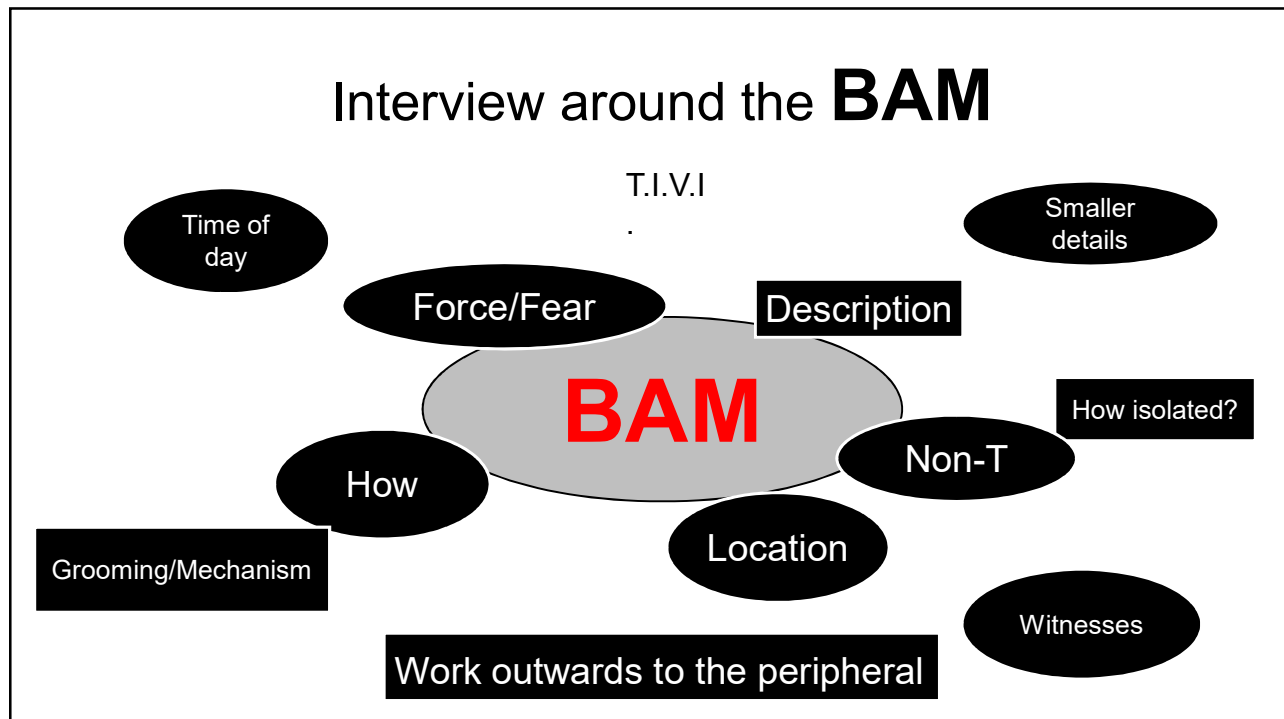 Interview around the BAM
T.I.V.I
.
Time of
day
Smaller
details
Force/Fear
Description
BAM
How isolated?
Non-T
How
Location
Grooming/Mechanism
Witnesses
Work outwards to the peripheral